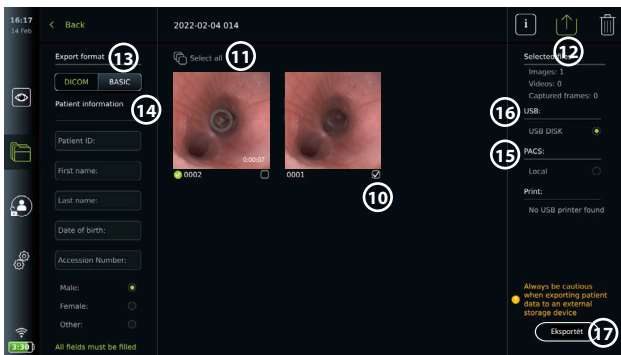 16:17
14 Feb
Back
2022-02-04 014
i
Export format
13
Select all
11
12
Selected files
DICOM
BASIC
Images: 1
Videos: 0
Captured frames: 0
Patient information
14
16
USB:
USB DISK
Patient ID:
15
PACS:
First name:
0:00:07
Local
0002
0001
10
Last name:
Print:
No USB printer found
Date of birth:
Accession Number:
Male:
Female:
Other:
Always be cautious
when exporting patient
data to an external
storage device
Eksportēt
17
3:30
All fields must be filled